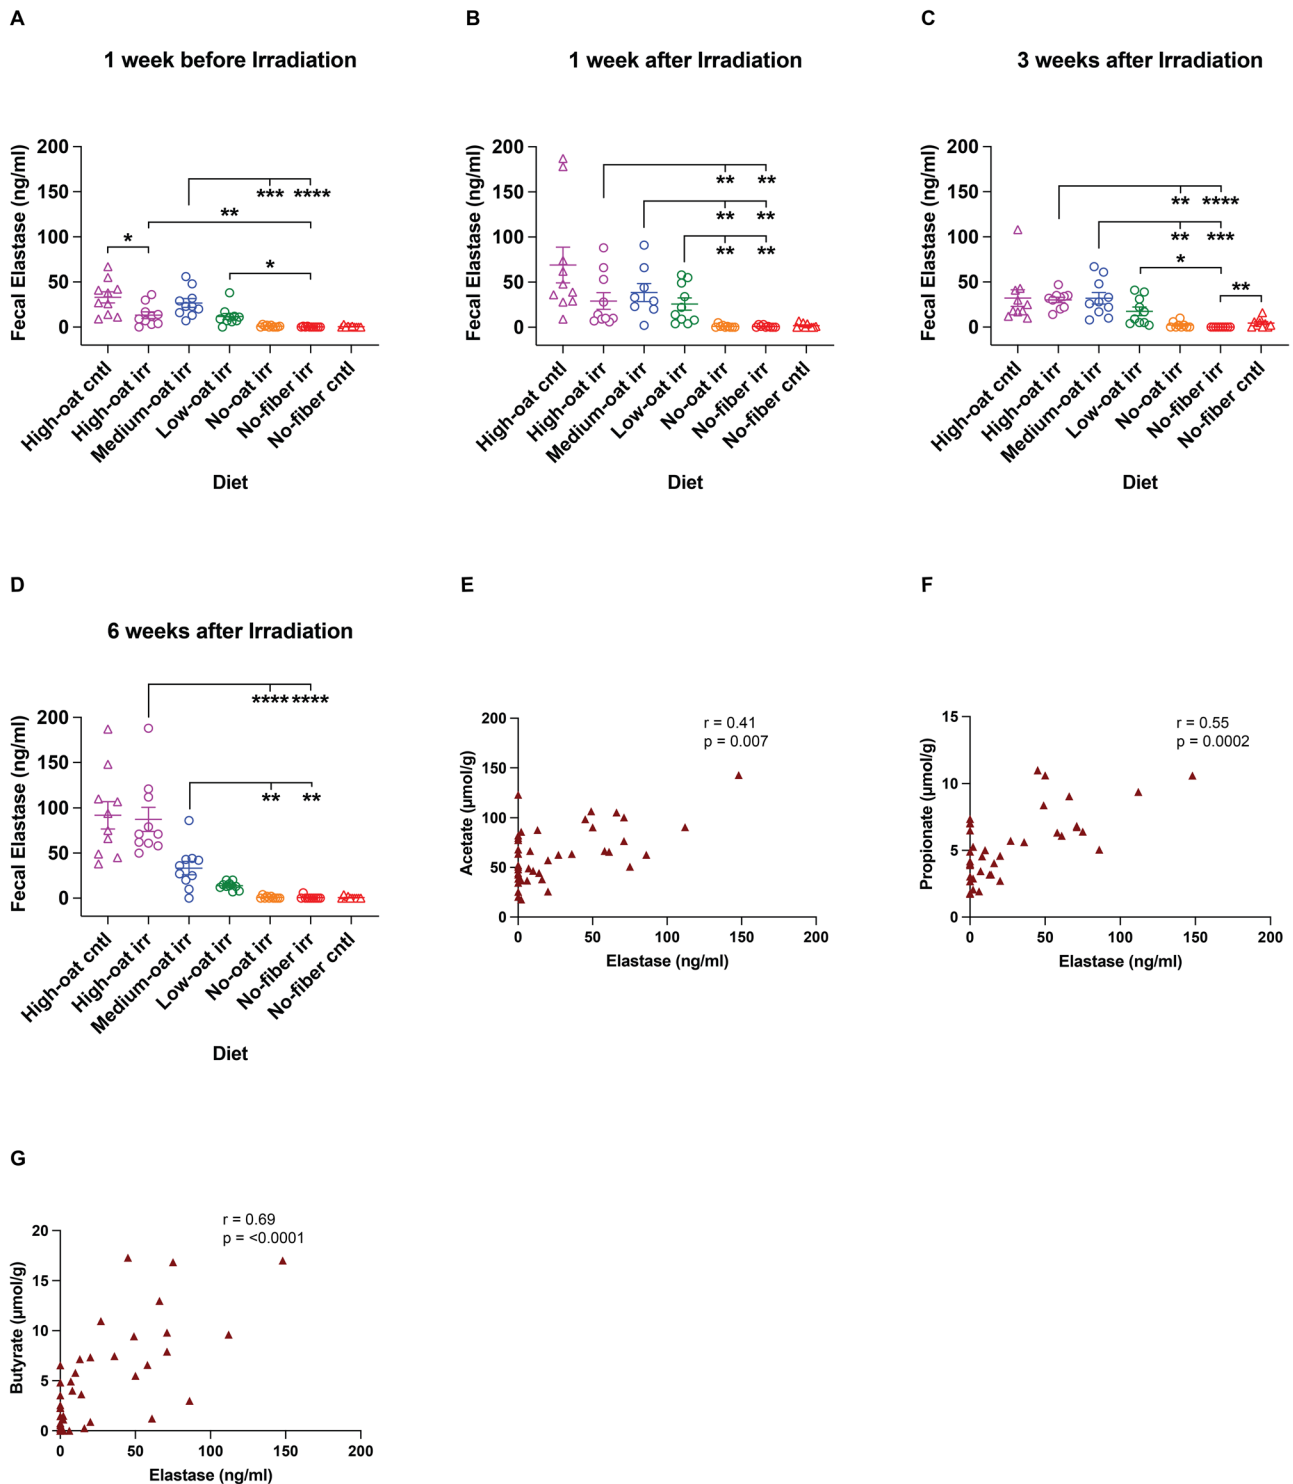 A
1 week before Irradiation
Fecal Elastase (ng/ml)
200
150
100
50
0
*
**
***
****
*
High-oat cntl
High-oat irr
Medium-oat irr
Low-oat irr
No-oat irr
No-fiber irr
No-fiber cntl
Diet
B
1 week after Irradiation
Fecal Elastase (ng/ml)
200
150
100
50
0
** **
** **
** **
High-oat cntl
High-oat irr
Medium-oat irr
Low-oat irr
No-oat irr
No-fiber irr
No-fiber cntl
Diet
C
3 weeks after Irradiation
Fecal Elastase (ng/ml)
200
150
100
50
0
** ****
** ***
*
**
High-oat cntl
High-oat irr
Medium-oat irr
Low-oat irr
No-oat irr
No-fiber irr
No-fiber cntl
Diet
D
6 weeks after Irradiation
Fecal Elastase (ng/ml)
200
150
100
50
0
**** ****
** **
High-oat cntl
High-oat irr
Medium-oat irr
Low-oat irr
No-oat irr
No-fiber irr
No-fiber cntl
Diet
E
r = 0.41
p = 0.007
Acetate (μmol/g)
200
150
100
50
0
0 50 100 150 200
Elastase (ng/ml)
F
r = 0.55
p = 0.0002
Propionate (μmol/g)
15
10
5
0
0 50 100 150 200
Elastase (ng/ml)
G
r = 0.69
p = <0.0001
Butyrate (μmol/g)
20
15
10
5
0
0 50 100 150 200
Elastase (ng/ml)